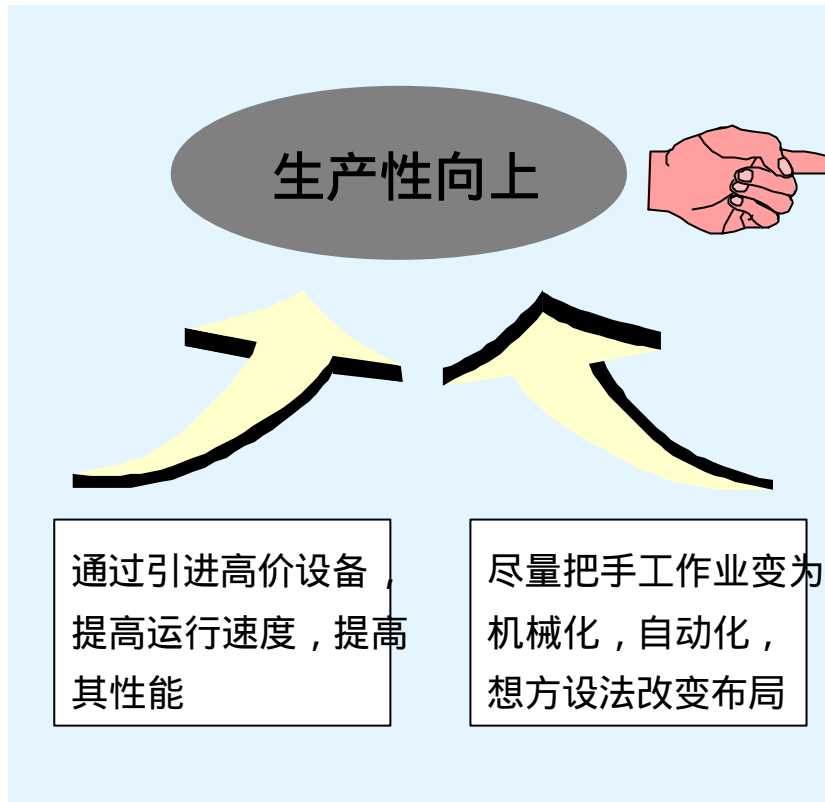 生产性向上
通过引进高价设备，
提高运行速度，提高
其性能
尽量把手工作业变为
机械化，自动化，
想方设法改变布局